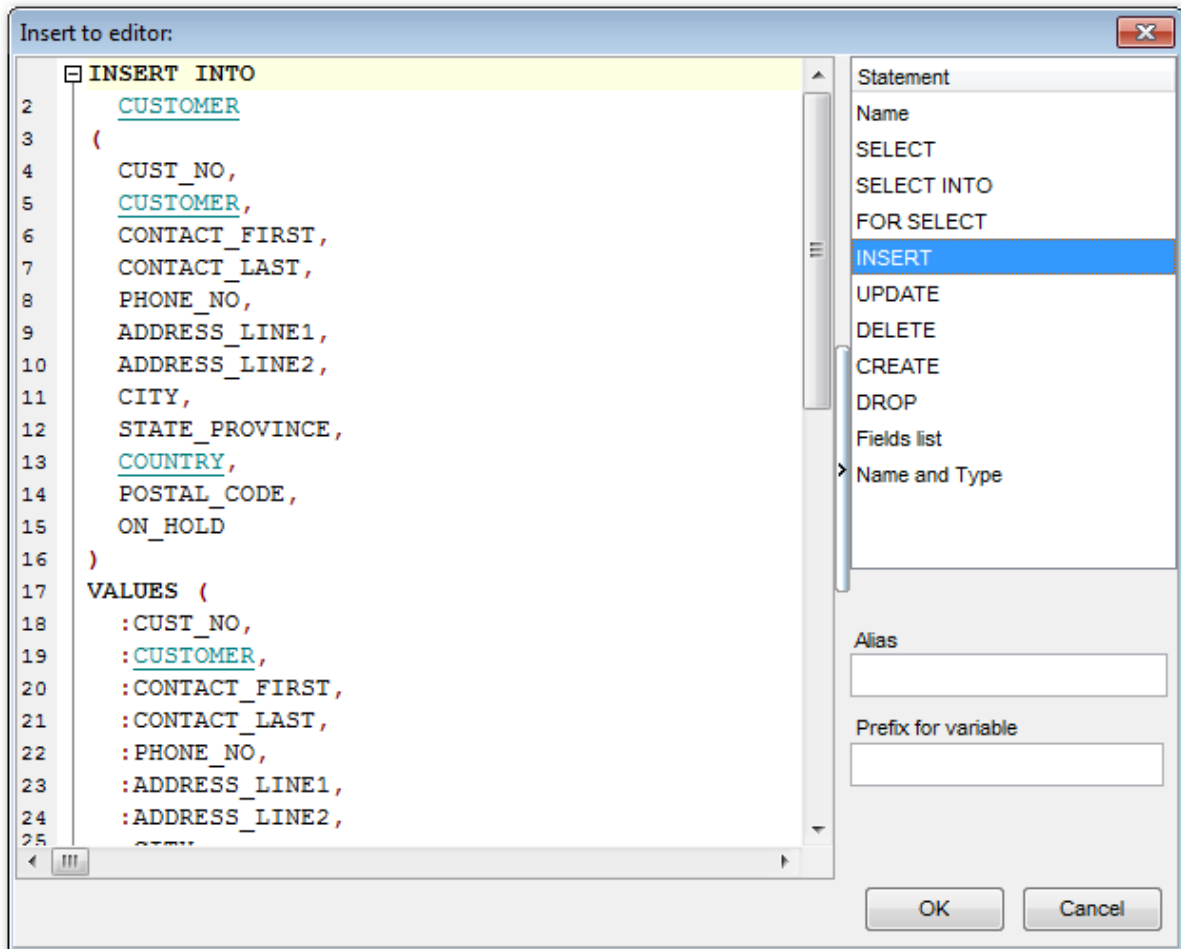 Insert to editor:
INSERT INTO
2 CUSTOMER
3 (
4 CUST_NO,
5 CUSTOMER,
6 CONTACT_FIRST,
7 CONTACT_LAST,
8 PHONE_NO,
9 ADDRESS_LINE1,
10 ADDRESS_LINE2,
11 CITY,
12 STATE_PROVINCE,
13 COUNTRY,
14 POSTAL_CODE,
15 ON_HOLD
16 )
17 VALUES (
18 :CUST_NO,
19 :CUSTOMER,
20 :CONTACT_FIRST,
21 :CONTACT_LAST,
22 :PHONE_NO,
23 :ADDRESS_LINE1,
24 :ADDRESS_LINE2,
25
Statement
Name
SELECT
SELECT INTO
FOR SELECT
INSERT
UPDATE
DELETE
CREATE
DROP
Fields list
Name and Type
Alias
Prefix for variable
OK
Cancel